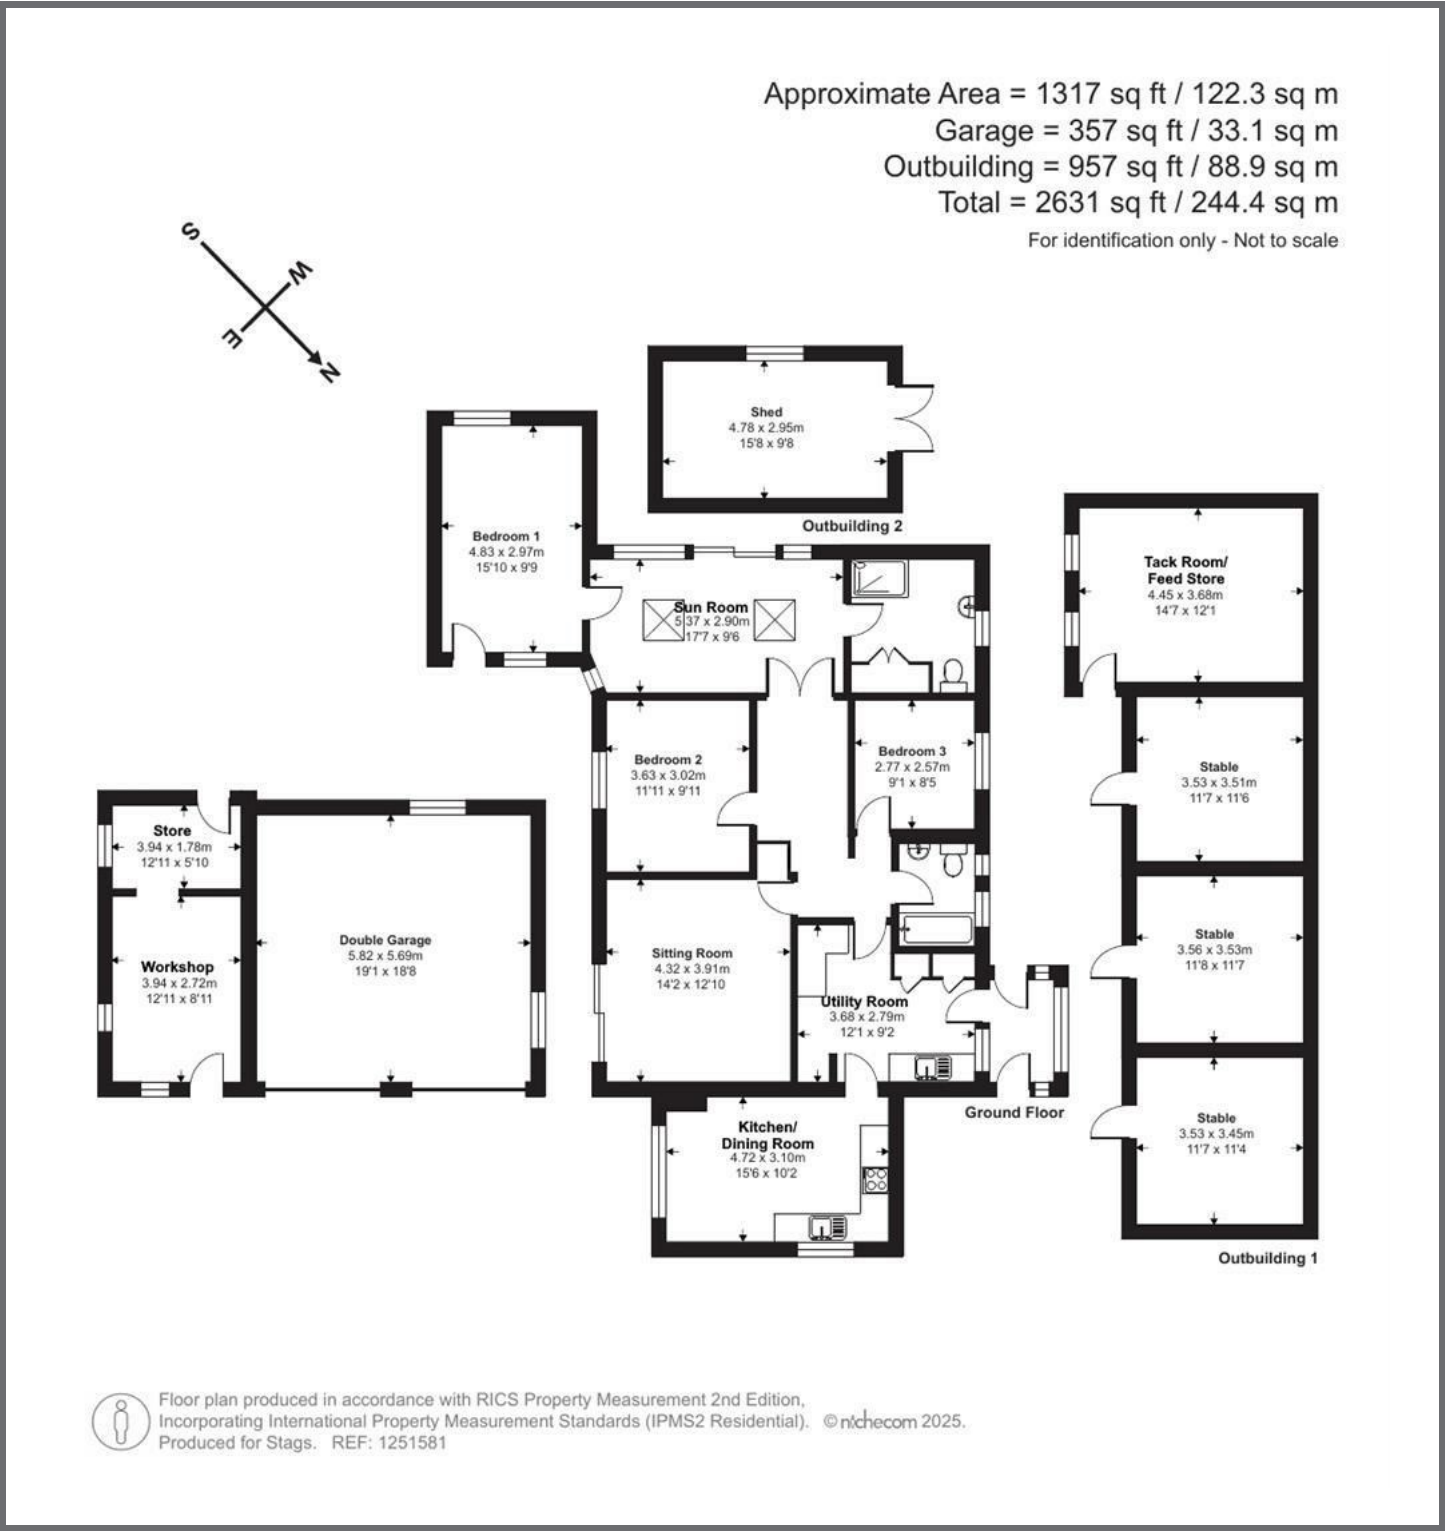 Approximate Area = 1317 sq ft / 122.3 sq m
Garage = 357 sq ft / 33.1 sq m
Outbuilding = 957 sq ft / 88.9 sq m
Total = 2631 sq ft / 244.4 sq m
For identification only - Not to scale
S
W
E
N
Shed
4.78 x 2.95m
15'8 x 9'8
Outbuilding 2
Bedroom 1
4.83 x 2.97m
15'10 x 9'9
Sun Room
5.37 x 2.90m
17'7 x 9'6
Tack Room/
Feed Store
4.45 x 3.68m
14'7 x 12'1
Bedroom 2
3.63 x 3.02m
11'11 x 9'11
Bedroom 3
2.77 x 2.57m
9'1 x 8'5
Stable
3.53 x 3.51m
11'7 x 11'6
Store
3.94 x 1.78m
12'11 x 5'10
Double Garage
5.82 x 5.69m
19'1 x 18'8
Workshop
3.94 x 2.72m
12'11 x 8'11
Sitting Room
4.32 x 3.91m
14'2 x 12'10
Utility Room
3.68 x 2.79m
12'1 x 9'2
Stable
3.56 x 3.53m
11'8 x 11'7
Ground Floor
Kitchen/
Dining Room
4.72 x 3.10m
15'6 x 10'2
Stable
3.53 x 3.45m
11'7 x 11'4
Outbuilding 1
Floor plan produced in accordance with RICS Property Measurement 2nd Edition,
Incorporating International Property Measurement Standards (IPMS2 Residential). © nichecom 2025.
Produced for Stags. REF: 1251581